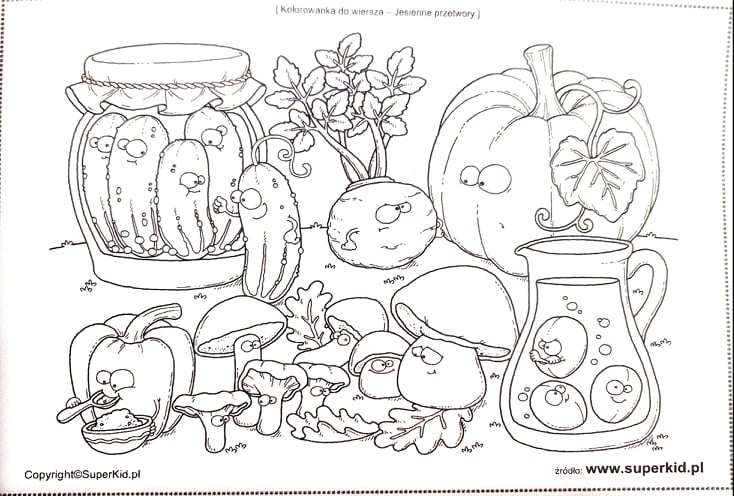 [ Kolorowanka do wiersza – Jesienne przetwory ]
Copyright©SuperKid.pl
źródło: www.superkid.pl